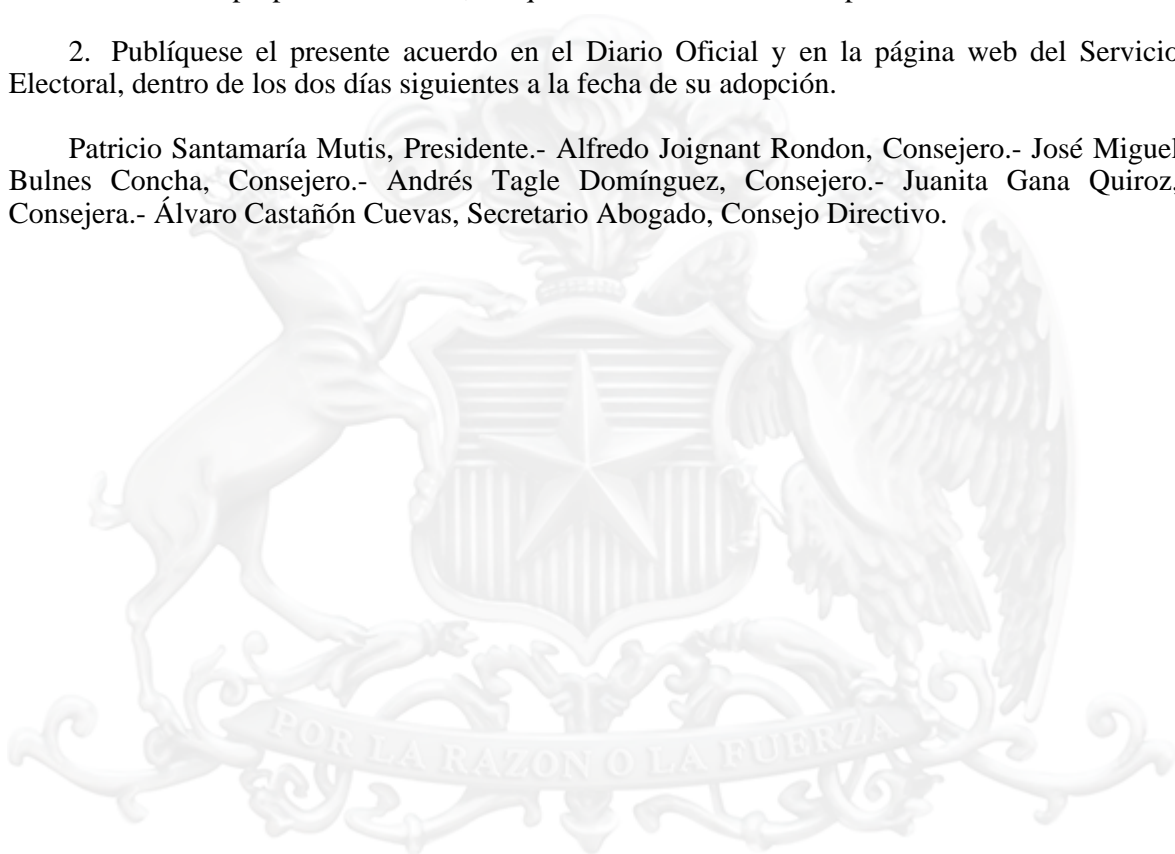 2. Publíquese el presente acuerdo en el Diario Oficial y en la página web del Servicio
Electoral, dentro de los dos días siguientes a la fecha de su adopción.
Patricio Santamaría Mutis, Presidente.- Alfredo Joignant Rondon, Consejero.- José Miguel
Bulnes Concha, Consejero.- Andrés Tagle Domínguez, Consejero.- Juanita Gana Quiroz,
Consejera.- Álvaro Castañón Cuevas, Secretario Abogado, Consejo Directivo.
POR LA RAZON O LA FUERZA